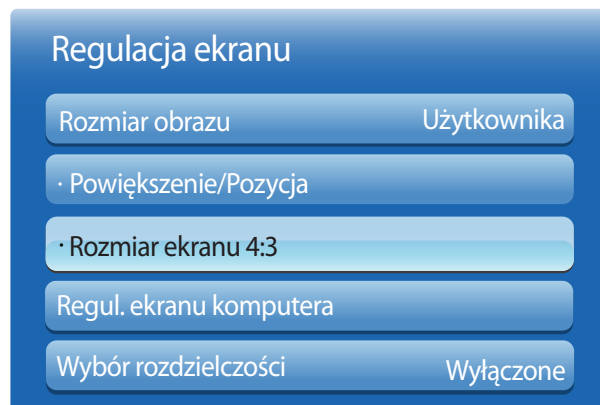 Regulacja ekranu
Rozmiar obrazu Użytkownika
· Powiększenie/Pozycja
· Rozmiar ekranu 4:3
Regul. ekranu komputera
Wybór rozdzielczości Wyłączone